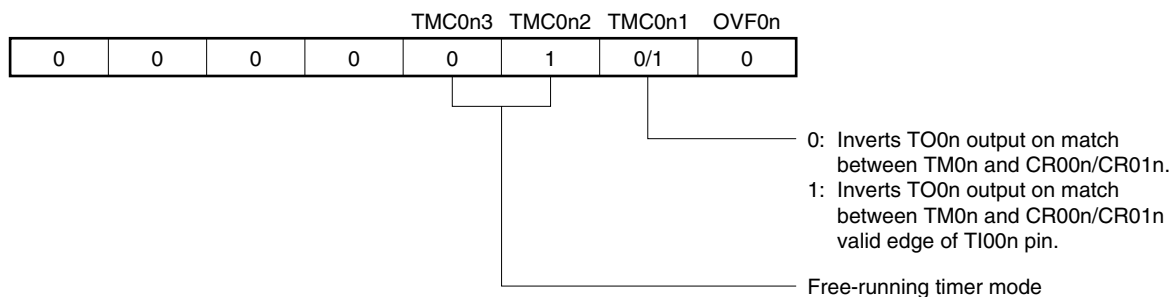 TMC0n3 TMC0n2 TMC0n1 OVF0n
0 0 0 0 0 1 0/1 0
0: Inverts TO0n output on match
between TM0n and CR00n/CR01n.
1: Inverts TO0n output on match
between TM0n and CR00n/CR01n
valid edge of TI00n pin.
Free-running timer mode